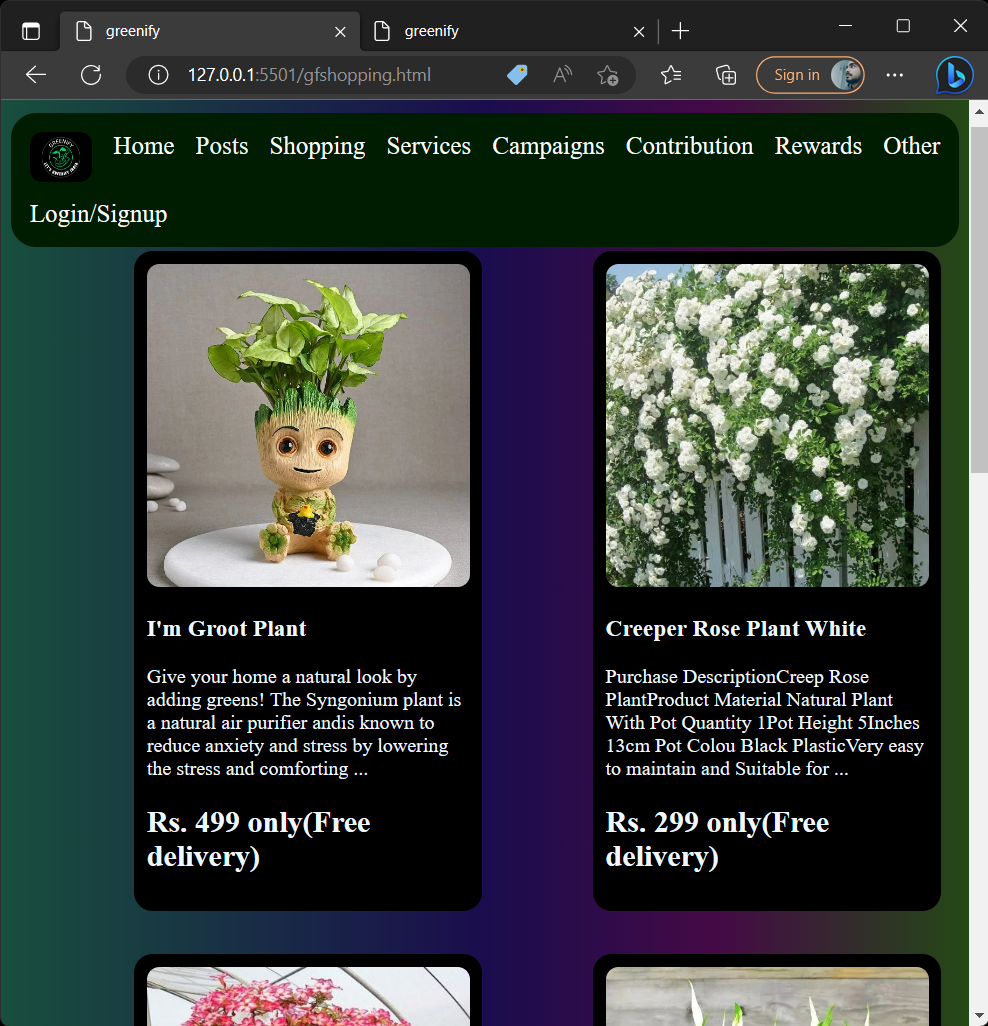 greenify
greenify
127.0.0.1:5501/gfshopping.html
Sign in
GREENIFY
Home Posts Shopping Services Campaigns Contribution Rewards Other
Login/Signup
I'm Groot Plant
Give your home a natural look by
adding greens! The Syngonium plant is
a natural air purifier andis known to
reduce anxiety and stress by lowering
the stress and comforting ...
Rs. 499 only(Free
delivery)
Creeper Rose Plant White
Purchase DescriptionCreep Rose
PlantProduct Material Natural Plant
With Pot Quantity 1Pot Height 5Inches
13cm Pot Colou Black PlasticVery easy
to maintain and Suitable for ...
Rs. 299 only(Free
delivery)